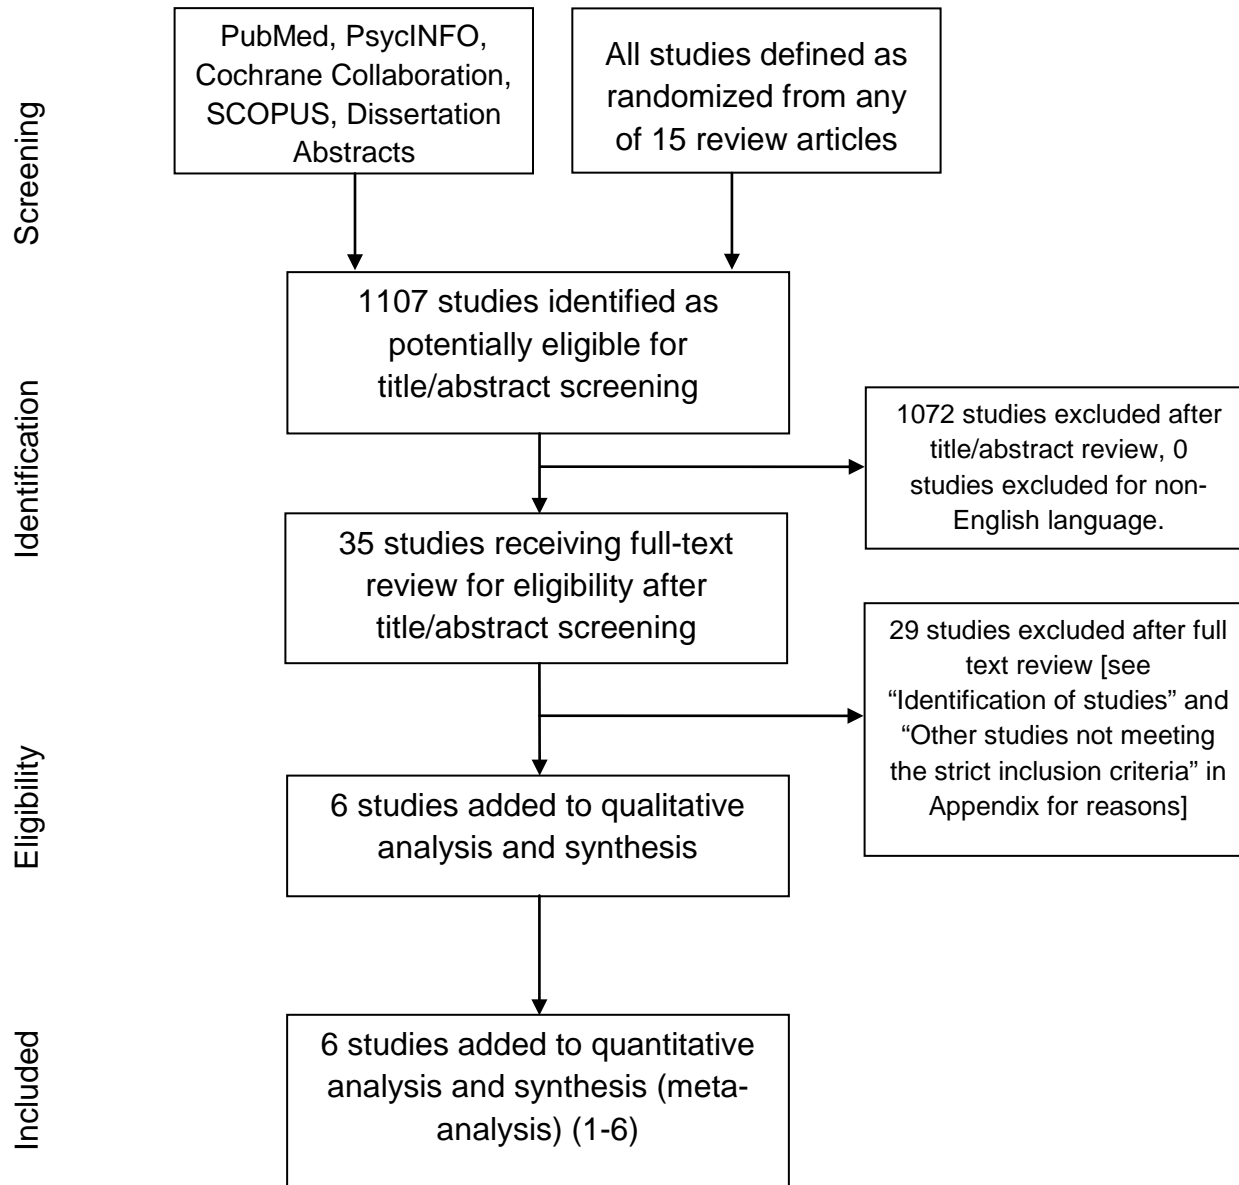 Screening
PubMed, PsycINFO,
Cochrane Collaboration,
SCOPUS, Dissertation
Abstracts
All studies defined as
randomized from any
of 15 review articles
1107 studies identified as
potentially eligible for
title/abstract screening
Identification
1072 studies excluded after
title/abstract review, 0
studies excluded for non-
English language.
35 studies receiving full-text
review for eligibility after
title/abstract screening
29 studies excluded after full
text review [see
“Identification of studies” and
“Other studies not meeting
the strict inclusion criteria” in
Appendix for reasons]
Eligibility
6 studies added to qualitative
analysis and synthesis
Included
6 studies added to quantitative
analysis and synthesis (meta-
analysis) (1-6)